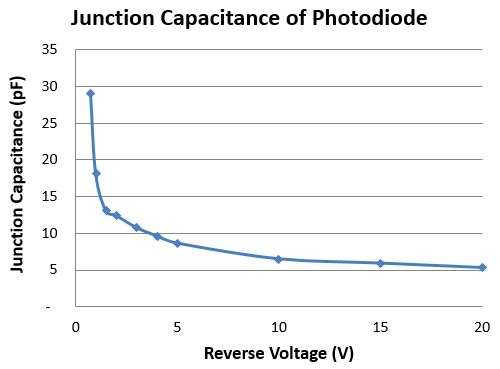 Junction Capacitance of Photodiode
Junction Capacitance (pF)
35
30
25
20
15
10
5
-
0 5 10 15 20
Reverse Voltage (V)